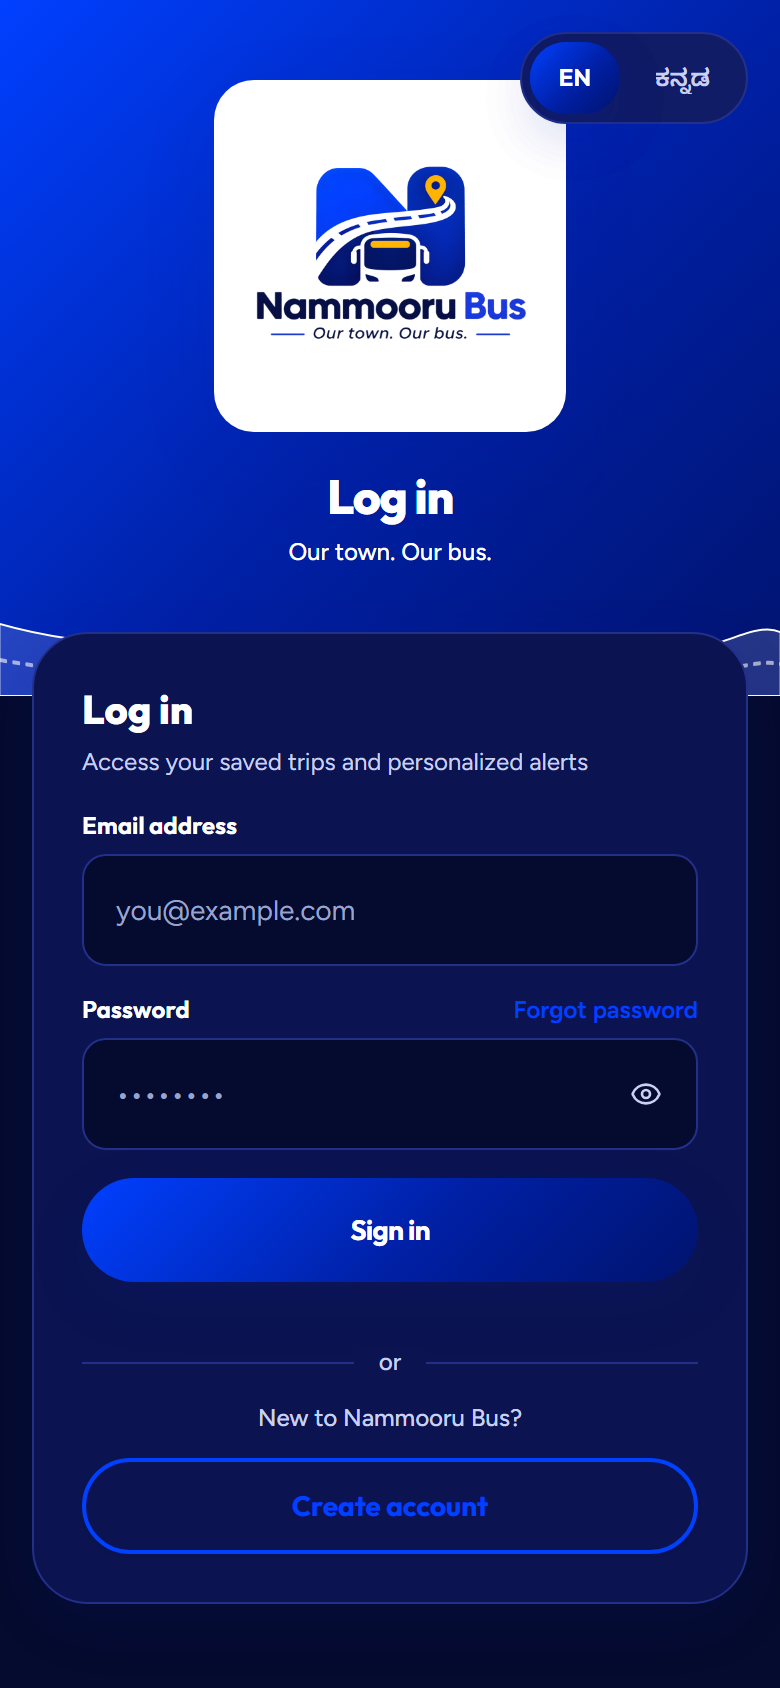 EN
ಕನ್ನಡ
Nammooru Bus
Our town. Our bus.
Log in
Our town. Our bus.
Log in
Access your saved trips and personalized alerts
Email address
you@example.com
Password
Forgot password
••••••••
Sign in
or
New to Nammooru Bus?
Create account